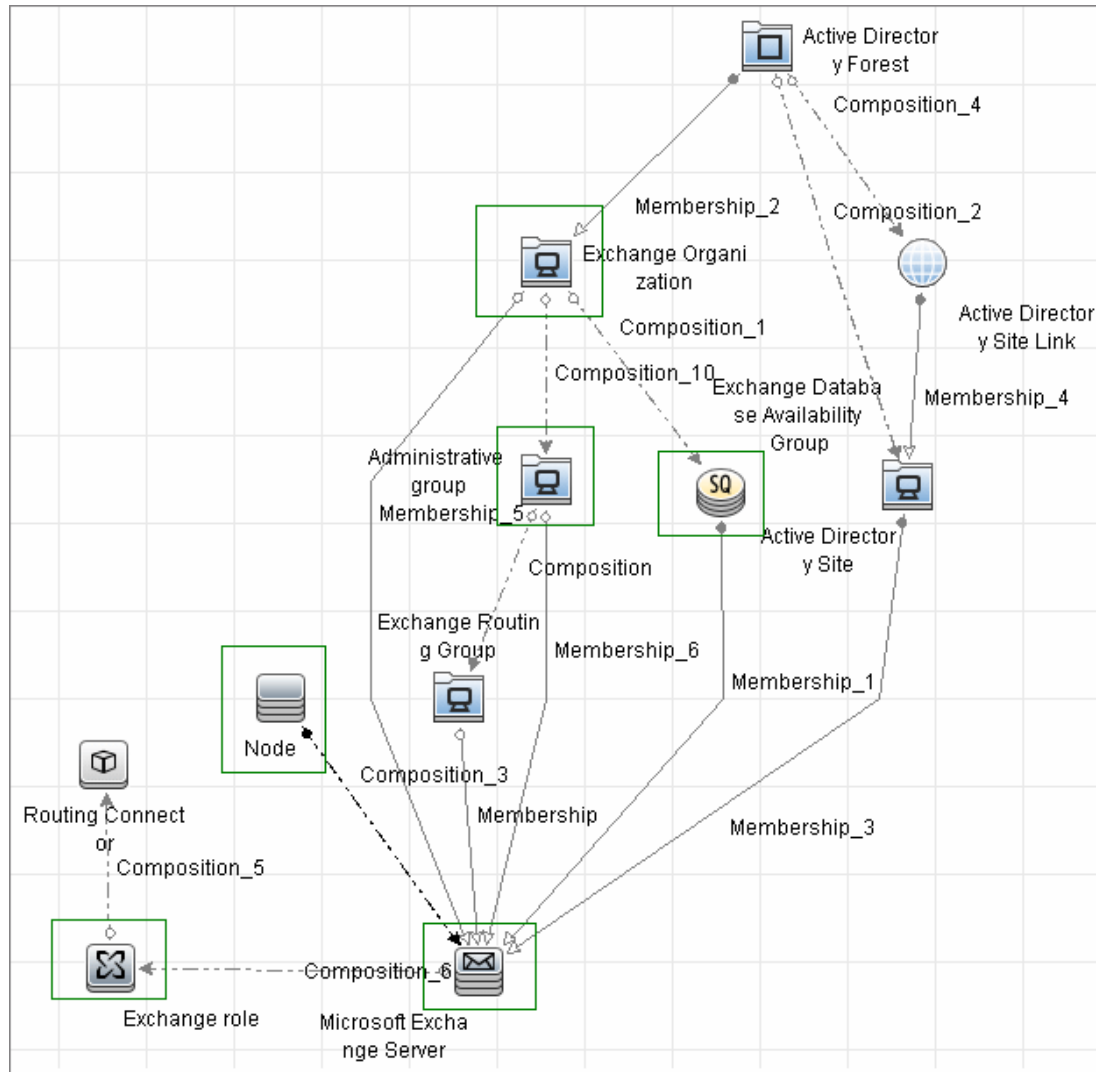 Active Director
y Forest
Composition_4
Membership_2
Composition_2
Exchange Organi
zation
Active Director
y Site Link
Composition_1
Composition_10
Exchange Databa
se Availability
Group
Membership_4
Administrative
group
SQ
Membership_5
Active Director
y Site
Composition
Exchange Routin
g Group
Membership_6
Membership_1
Node
Composition_3
Routing Connect
or
Membership
Membership_3
Composition_5
Composition_6
Exchange role
Microsoft Excha
nge Server